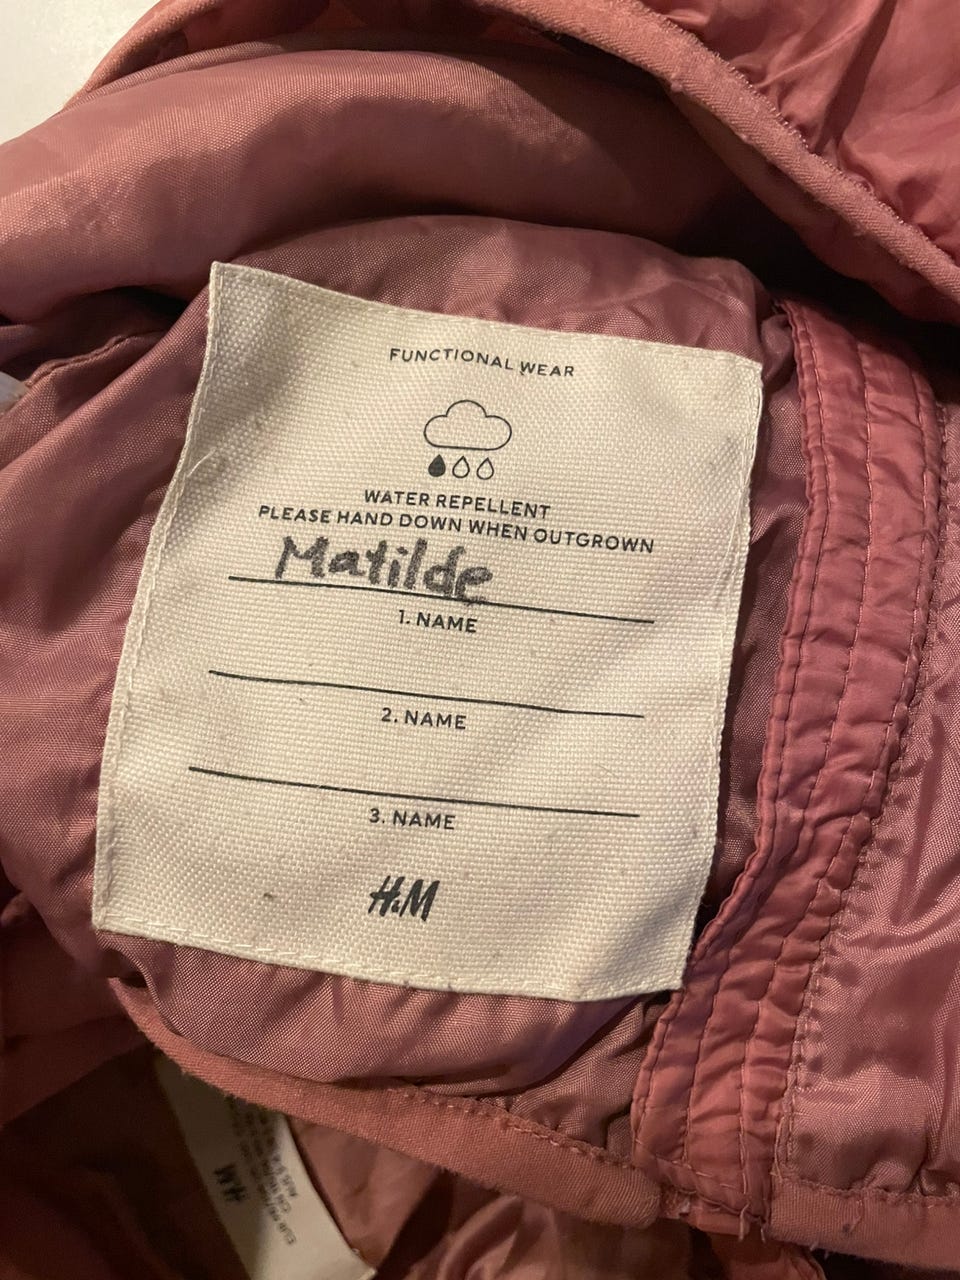 FUNCTIONAL WEAR
WATER REPELLENT
PLEASE HAND DOWN WHEN OUTGROWN
Matilde
1. NAME
2. NAME
3. NAME
H&M
H&M